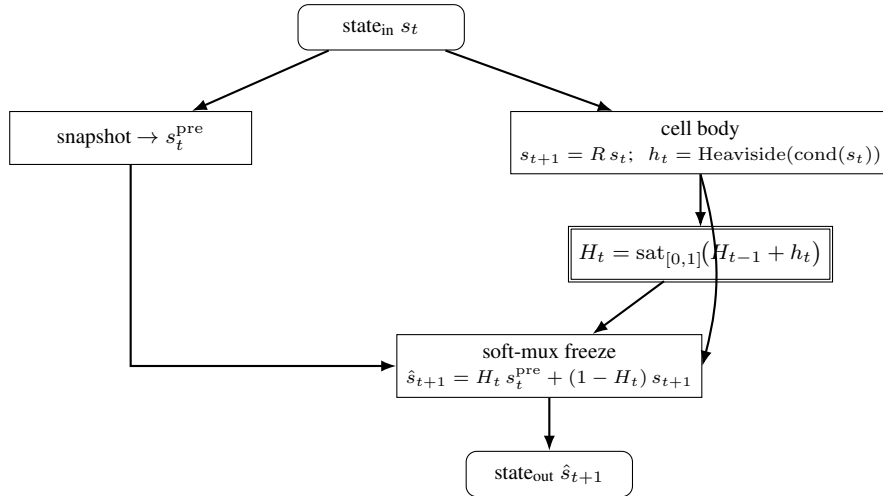 state_in s_t
snapshot → s_t^pre
cell body
s_{t+1} = R s_t;  h_t = Heaviside(cond(s_t))
H_t = sat_{[0,1]}(H_{t−1} + h_t)
soft-mux freeze
ŝ_{t+1} = H_t s_t^pre + (1 − H_t) s_{t+1}
state_out ŝ_{t+1}